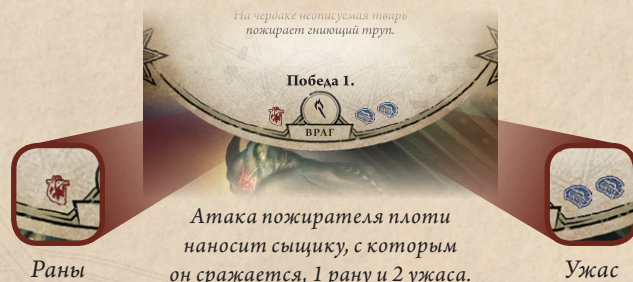 На чердаке неописуемая тварь
пожирает гниющий труп.
Победа 1.
ВРАГ
Атака пожирателя плоти
наносит сыщику, с которым
он сражается, 1 рану и 2 ужаса.
Раны
Ужас